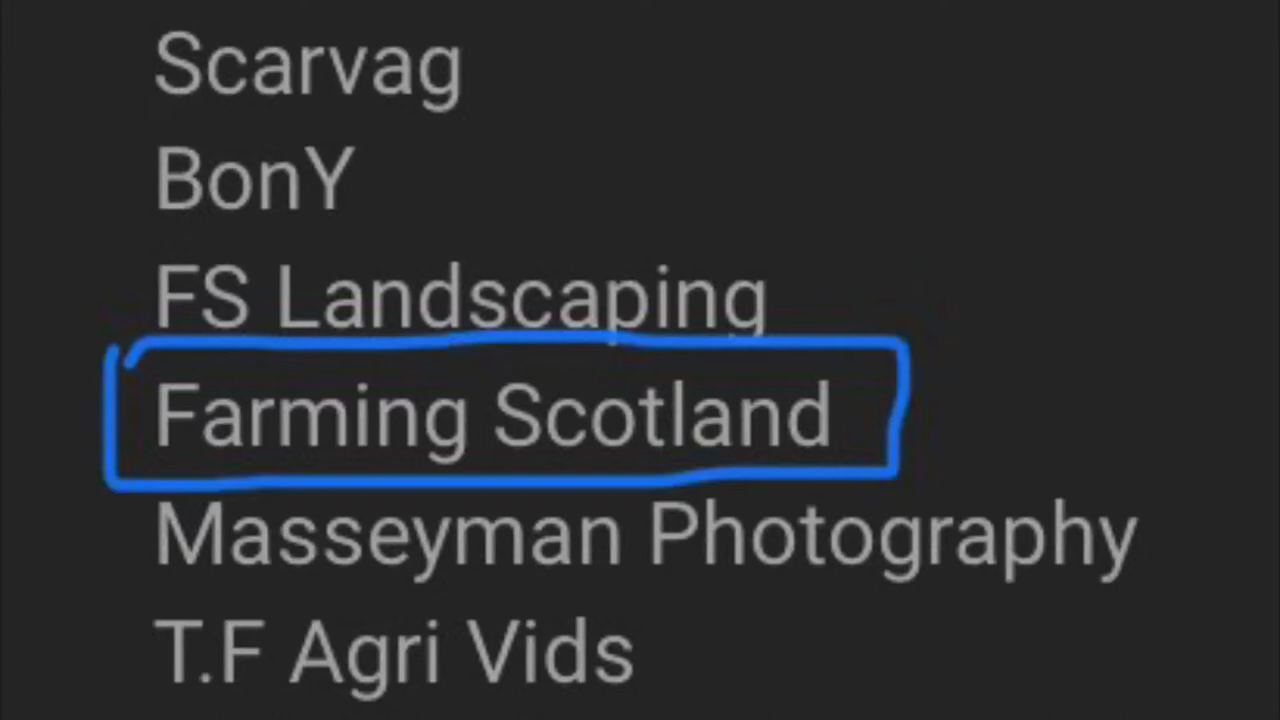 Scarvag
BonY
FS Landscaping
Farming Scotland
Masseyman Photography
T.F Agri Vids